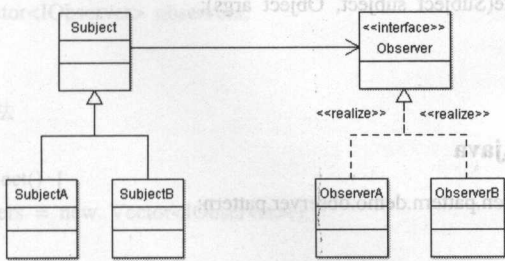 Subject
<<interface>>
Observer
<<realize>>
<<realize>>
SubjectA
SubjectB
ObserverA
ObserverB